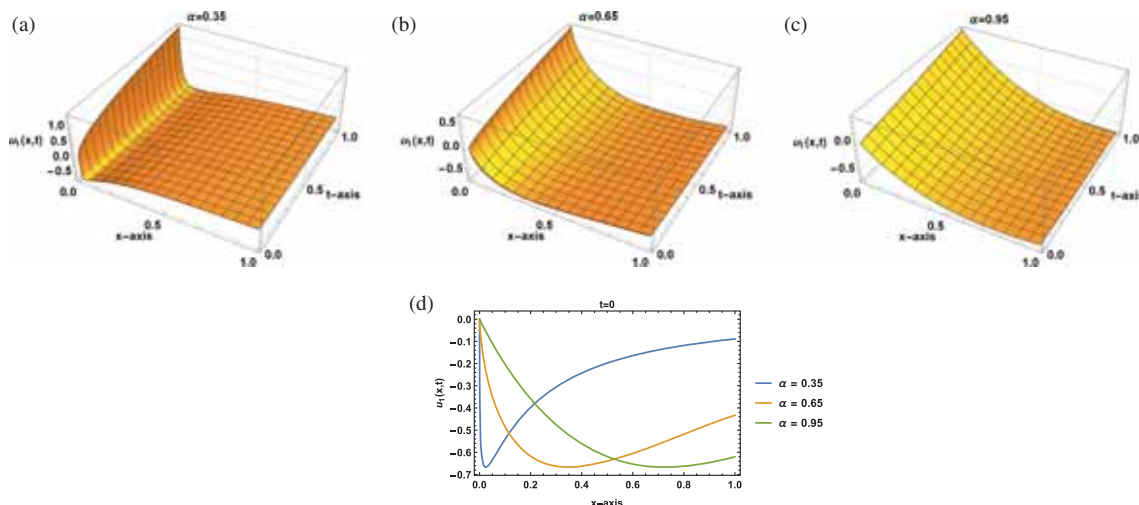 (a)
α=0.35
1.0
0.5
u₁(x,t)
0.0
−0.5
0.0
0.5
x−axis
1.0
0.0
0.5
t−axis
1.0
(b)
α=0.65
0.5
u₁(x,t)
0.0
−0.5
0.0
0.5
x−axis
1.0
0.0
0.5
t−axis
1.0
(c)
α=0.95
u₁(x,t)
0.0
−0.5
0.0
0.5
x−axis
1.0
0.0
0.5
t−axis
1.0
(d)
t=0
0.0
−0.1
−0.2
−0.3
−0.4
−0.5
−0.6
−0.7
u₁(x,t)
0.0 0.2 0.4 0.6 0.8 1.0
x−axis
α = 0.35
α = 0.65
α = 0.95